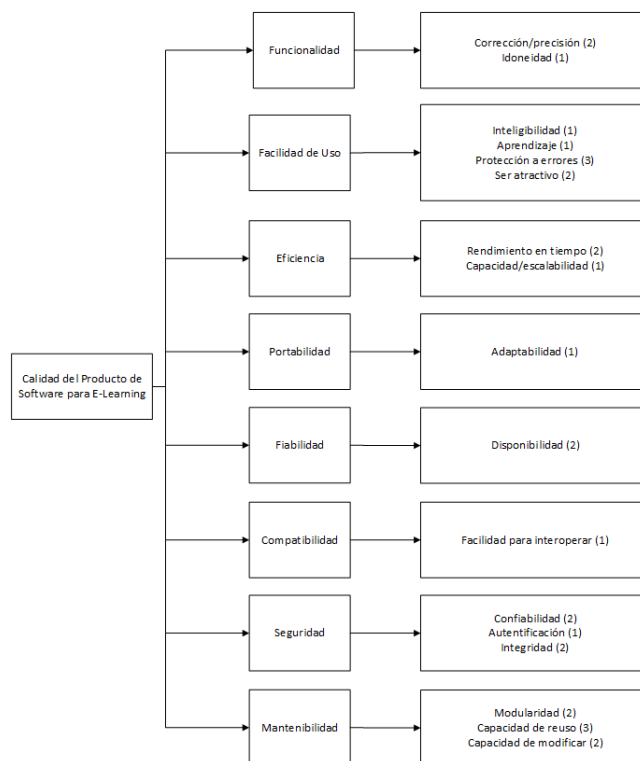 Funcionalidad
Corrección/precisión (2)
Idoneidad (1)
Facilidad de Uso
Inteligibilidad (1)
Aprendizaje (1)
Protección a errores (3)
Ser atractivo (2)
Eficiencia
Rendimiento en tiempo (2)
Capacidad/escalabilidad (1)
Calidad del Producto de
Software para E-Learning
Portabilidad
Adaptabilidad (1)
Fiabilidad
Disponibilidad (2)
Compatibilidad
Facilidad para interoperar (1)
Seguridad
Confiabilidad (2)
Autentificación (1)
Integridad (2)
Mantenibilidad
Modularidad (2)
Capacidad de reuso (3)
Capacidad de modificar (2)